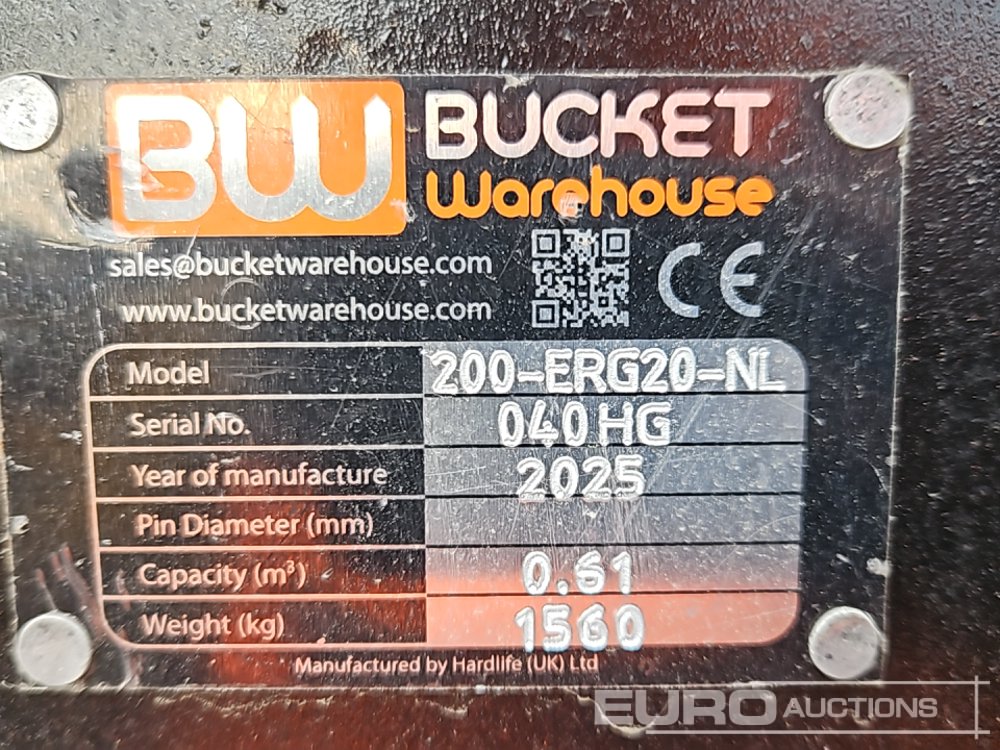 BW BUCKET
Warehouse
sales@bucketwarehouse.com
www.bucketwarehouse.com
CE
Model 200-ERG20-NL
Serial No. 040HG
Year of manufacture 2025
Pin Diameter (mm)
Capacity (m³) 0.61
Weight (kg) 1560
Manufactured by Hardlife (UK) Ltd
EURO AUCTIONS